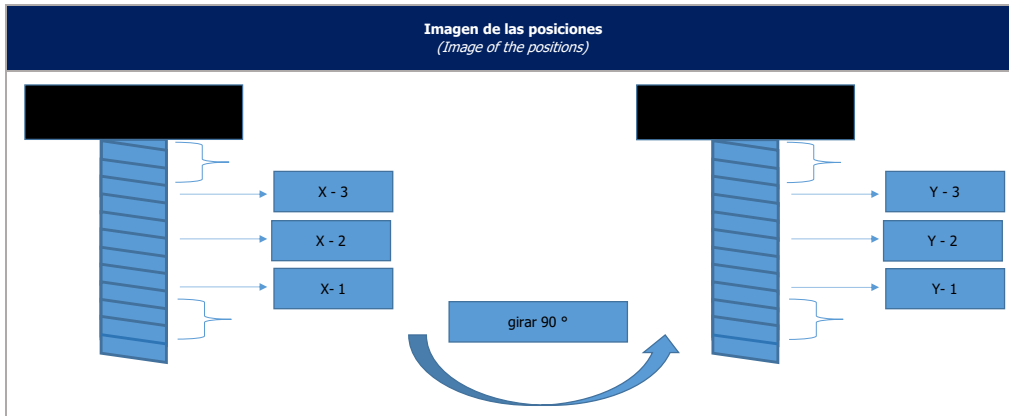 Imagen de las posiciones
(Image of the positions)
X - 3
X - 2
X- 1
girar 90 °
Y - 3
Y - 2
Y- 1